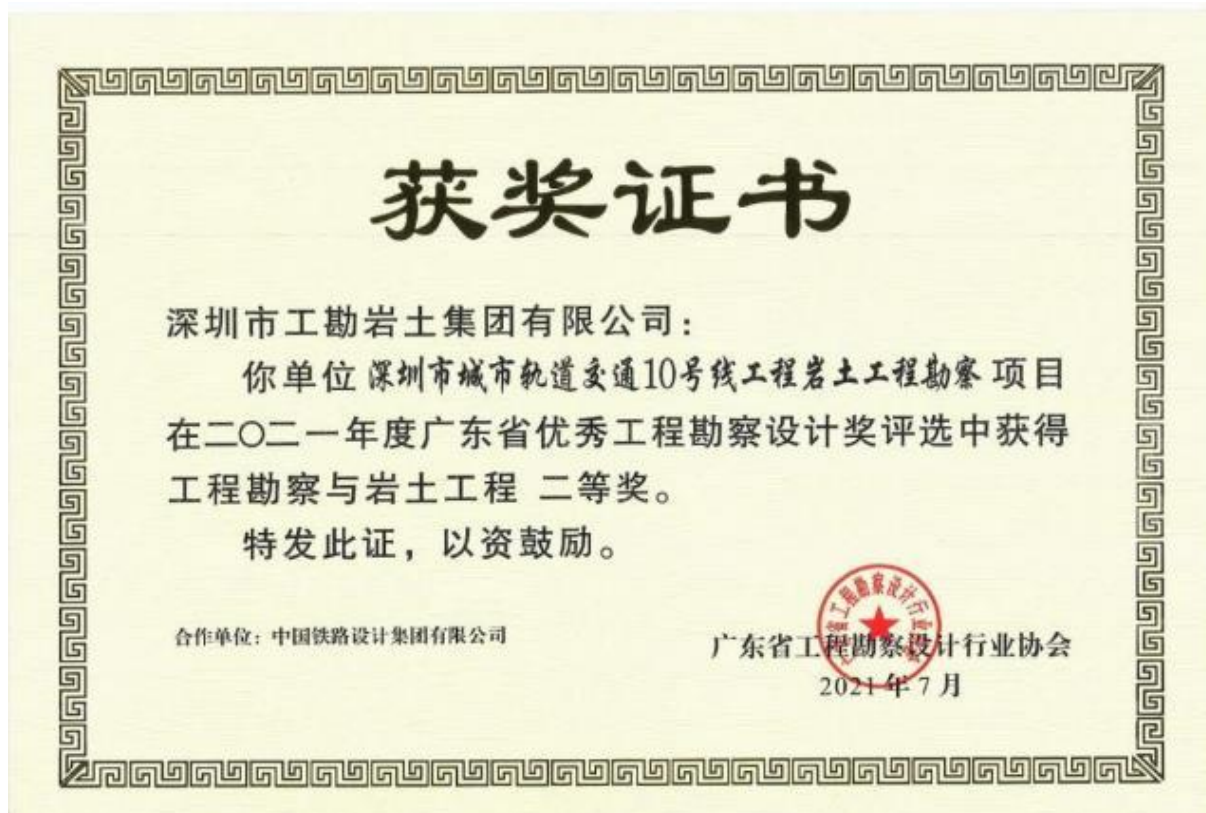 获奖证书
深圳市工勘岩土集团有限公司：
你单位 深圳市城市轨道交通10号线工程岩土工程勘察 项目
在二〇二一年度广东省优秀工程勘察设计奖评选中获得
工程勘察与岩土工程 二等奖。
特发此证，以资鼓励。
合作单位：中国铁路设计集团有限公司
广东省工程勘察设计行业协会
2021年7月